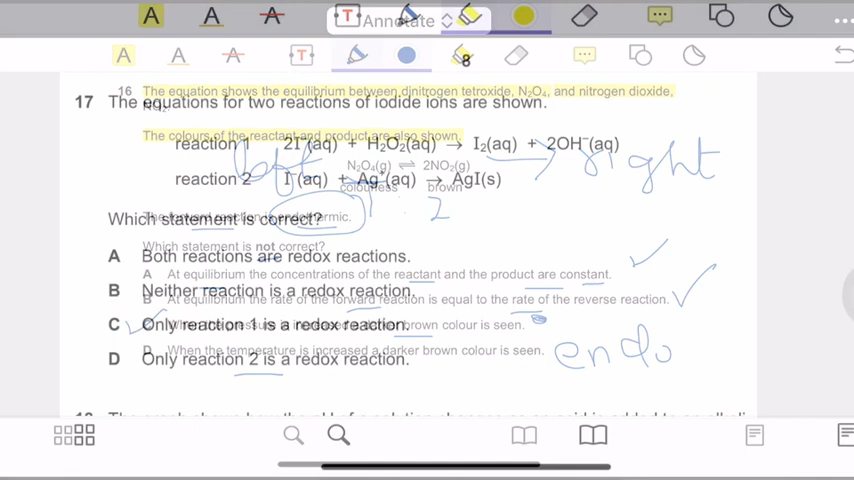 Annotate
T
T
8
16 The equation shows the equilibrium between dinitrogen tetroxide, N₂O₄, and nitrogen dioxide,
NO₂.
17 The equations for two reactions of iodide ions are shown.
The colours of the reactant and product are also shown.
reaction 1 2I⁻(aq) + H₂O₂(aq) → I₂(aq) + 2OH⁻(aq)
left
right
N₂O₄(g) ⇌ 2NO₂(g)
colourless brown
reaction 2 I⁻(aq) + Ag⁺(aq) → AgI(s)
1 : 2
The forward reaction is endothermic.
Which statement is correct?
Which statement is not correct?
A Both reactions are redox reactions.
A At equilibrium the concentrations of the reactant and the product are constant.
B Neither reaction is a redox reaction.
B At equilibrium the rate of the forward reaction is equal to the rate of the reverse reaction.
C Only reaction 1 is a redox reaction.
C When the pressure is increased a darker brown colour is seen.
D When the temperature is increased a darker brown colour is seen.
endo
D Only reaction 2 is a redox reaction.